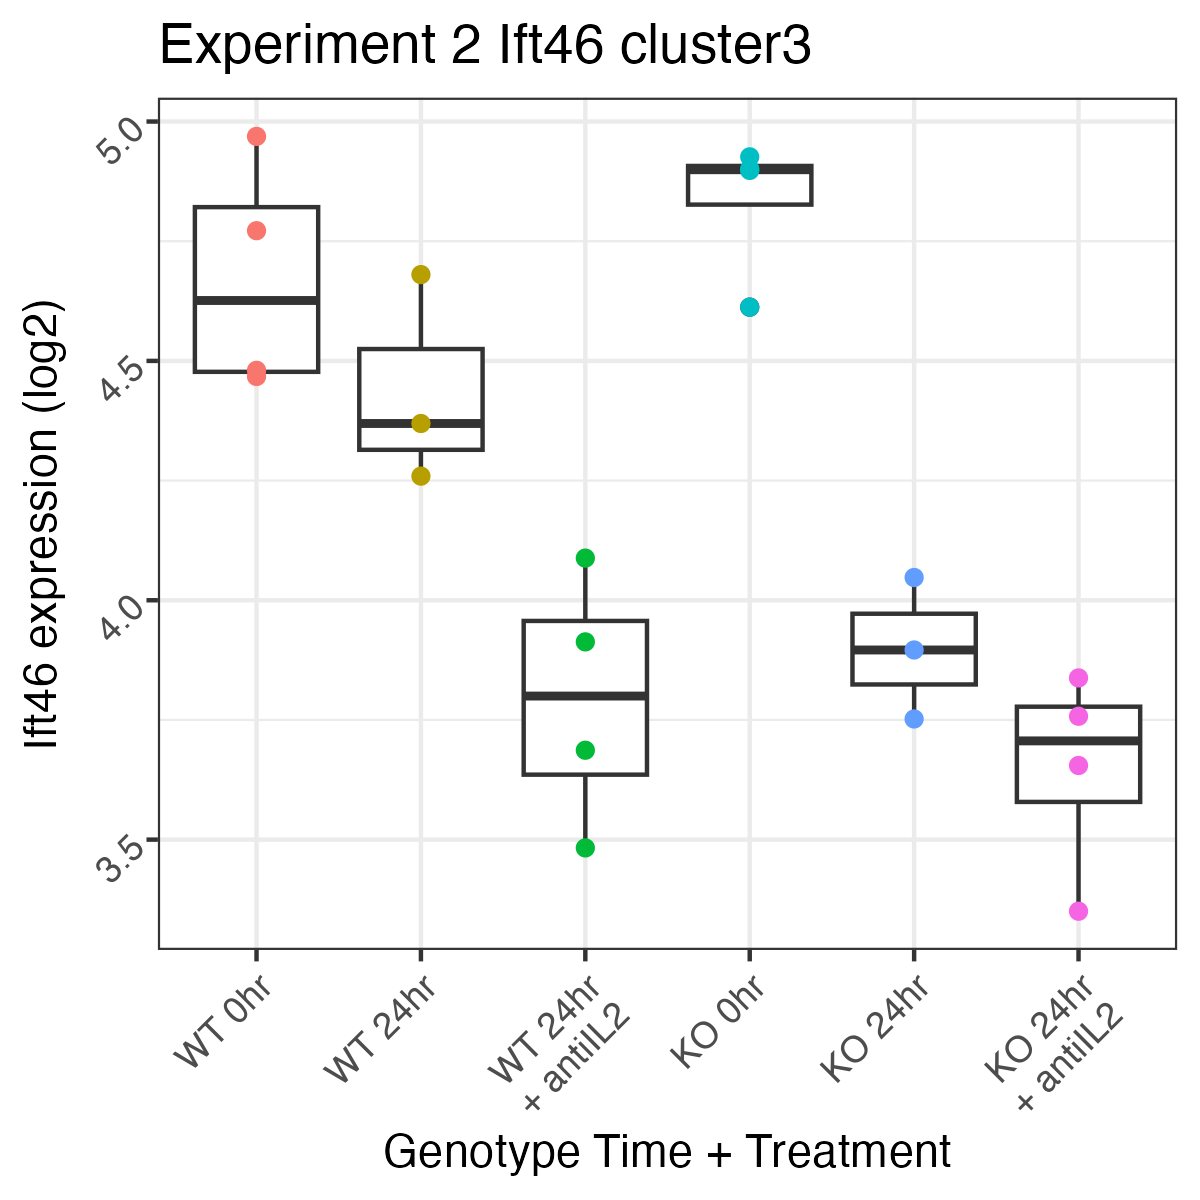 Experiment 2 Ift46 cluster3
Ift46 expression (log2)
5.0
4.5
4.0
3.5
WT 0hr
WT 24hr
WT 24hr
+ antiIL2
KO 0hr
KO 24hr
KO 24hr
+ antiIL2
Genotype Time + Treatment